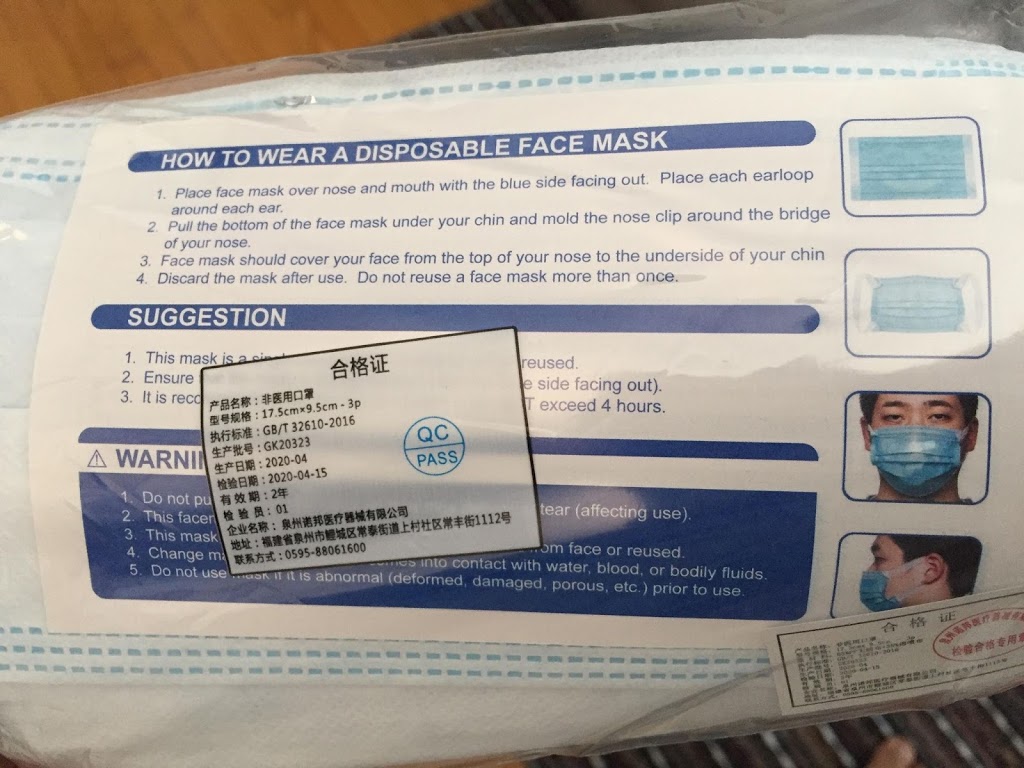 HOW TO WEAR A DISPOSABLE FACE MASK
1. Place face mask over nose and mouth with the blue side facing out. Place each earloop
around each ear.
2. Pull the bottom of the face mask under your chin and mold the nose clip around the bridge
of your nose.
3. Face mask should cover your face from the top of your nose to the underside of your chin
4. Discard the mask after use. Do not reuse a face mask more than once.
SUGGESTION
1. This mask is a reused.
2. Ensure side facing out).
3. It is exceed 4 hours.
合格证
产品名称：非医用口罩
型号规格：17.5cm×9.5cm - 3p
执行标准：GB/T 32610-2016
生产批号：GK20323
生产日期：2020-04
检验日期：2020-04-15
有 效 期：2年
检 验 员：01
企业名称：泉州诺邦医疗器械有限公司
地址：福建省泉州市鲤城区常泰街道上村社区常丰街1112号
联系方式：0595-88061600
QC
PASS
1. Do not
2. This tear (affecting use).
3. This mask
4. Change from face or reused.
into contact with water, blood, or bodily fluids.
5. Do not use mask if it is abnormal (deformed, damaged, porous, etc.) prior to use.
合 格 证
检验合格专用章